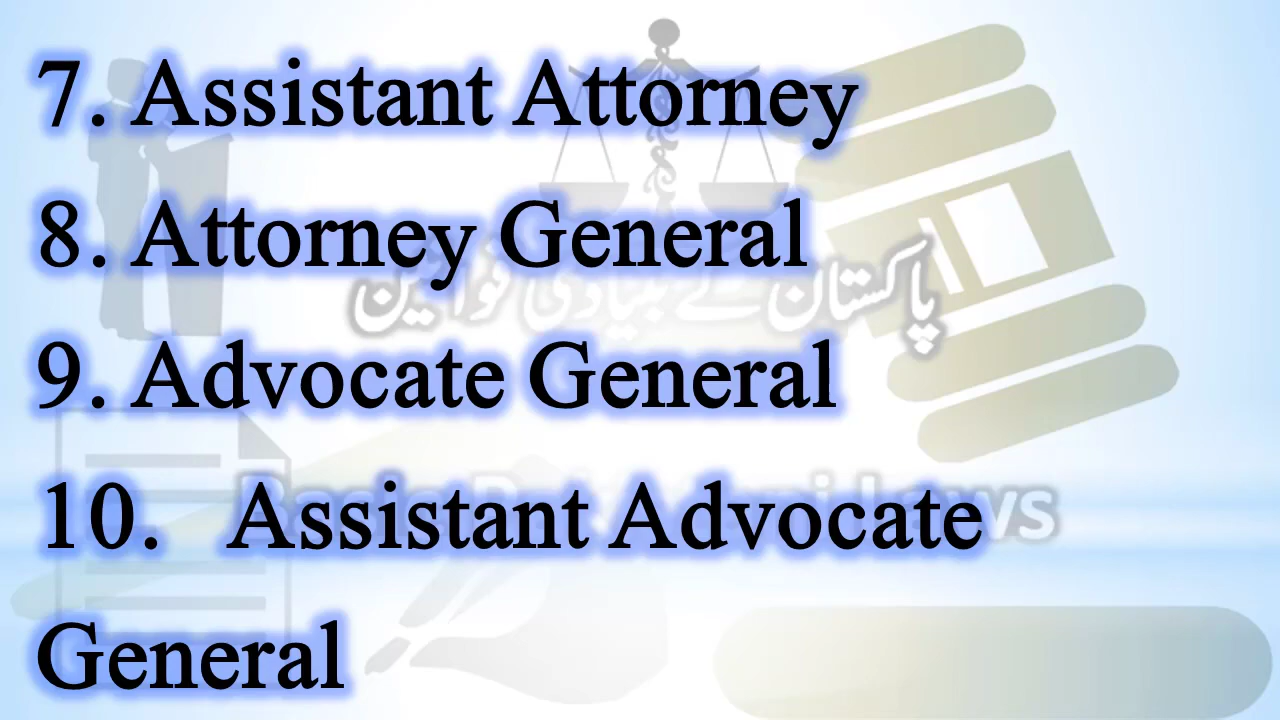 7. Assistant Attorney
8. Attorney General
پاکستان کے بنیادی قوانین
9. Advocate General
10. Assistant Advocate
General